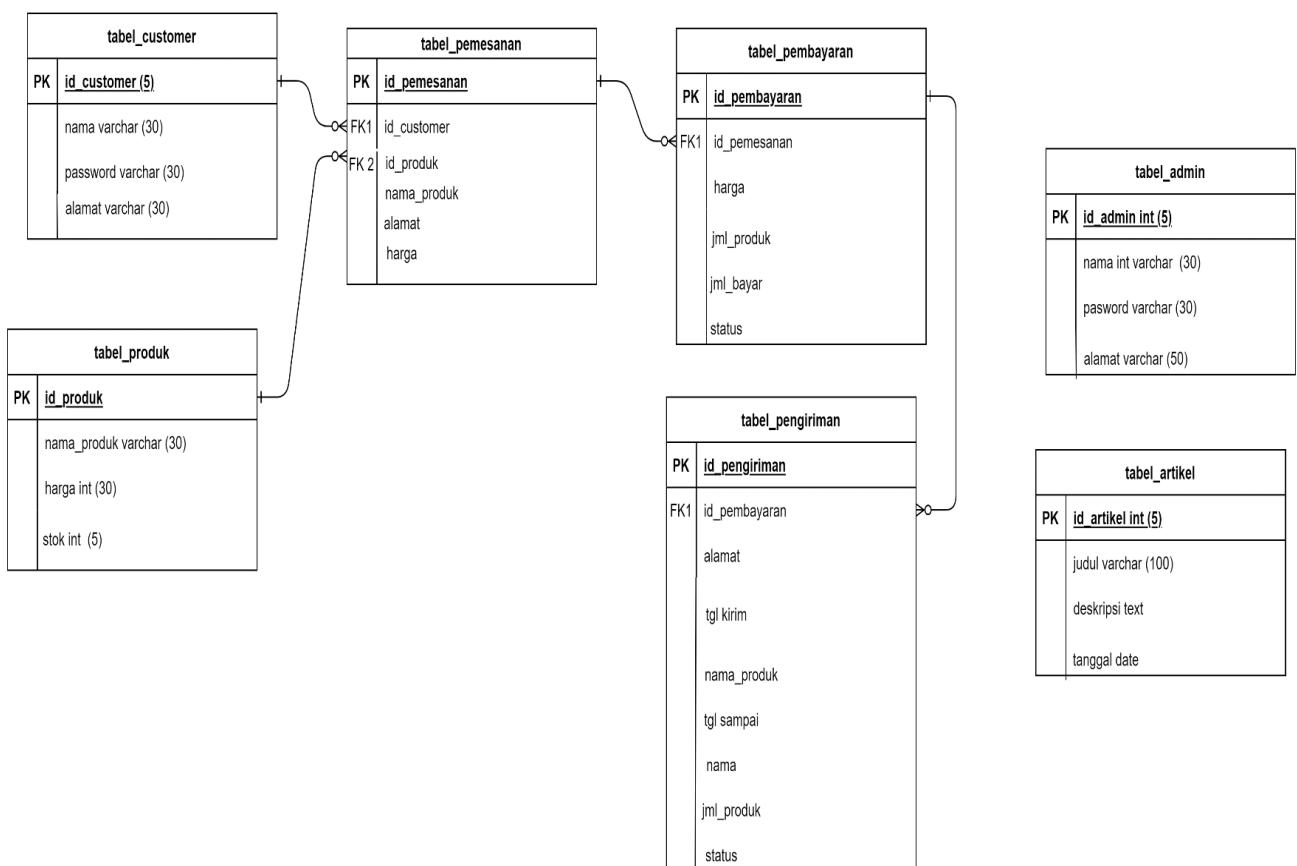 tabel_customer
PK id_customer (5)
nama varchar (30)
password varchar (30)
alamat varchar (30)
tabel_pemesanan
PK id_pemesanan
FK1 id_customer
FK 2 id_produk
nama_produk
alamat
harga
tabel_pembayaran
PK id_pembayaran
FK1 id_pemesanan
harga
jml_produk
jml_bayar
status
tabel_admin
PK id_admin int (5)
nama int varchar (30)
pasword varchar (30)
alamat varchar (50)
tabel_produk
PK id_produk
nama_produk varchar (30)
harga int (30)
stok int (5)
tabel_pengiriman
PK id_pengiriman
FK1 id_pembayaran
alamat
tgl kirim
nama_produk
tgl sampai
nama
jml_produk
status
tabel_artikel
PK id_artikel int (5)
judul varchar (100)
deskripsi text
tanggal date